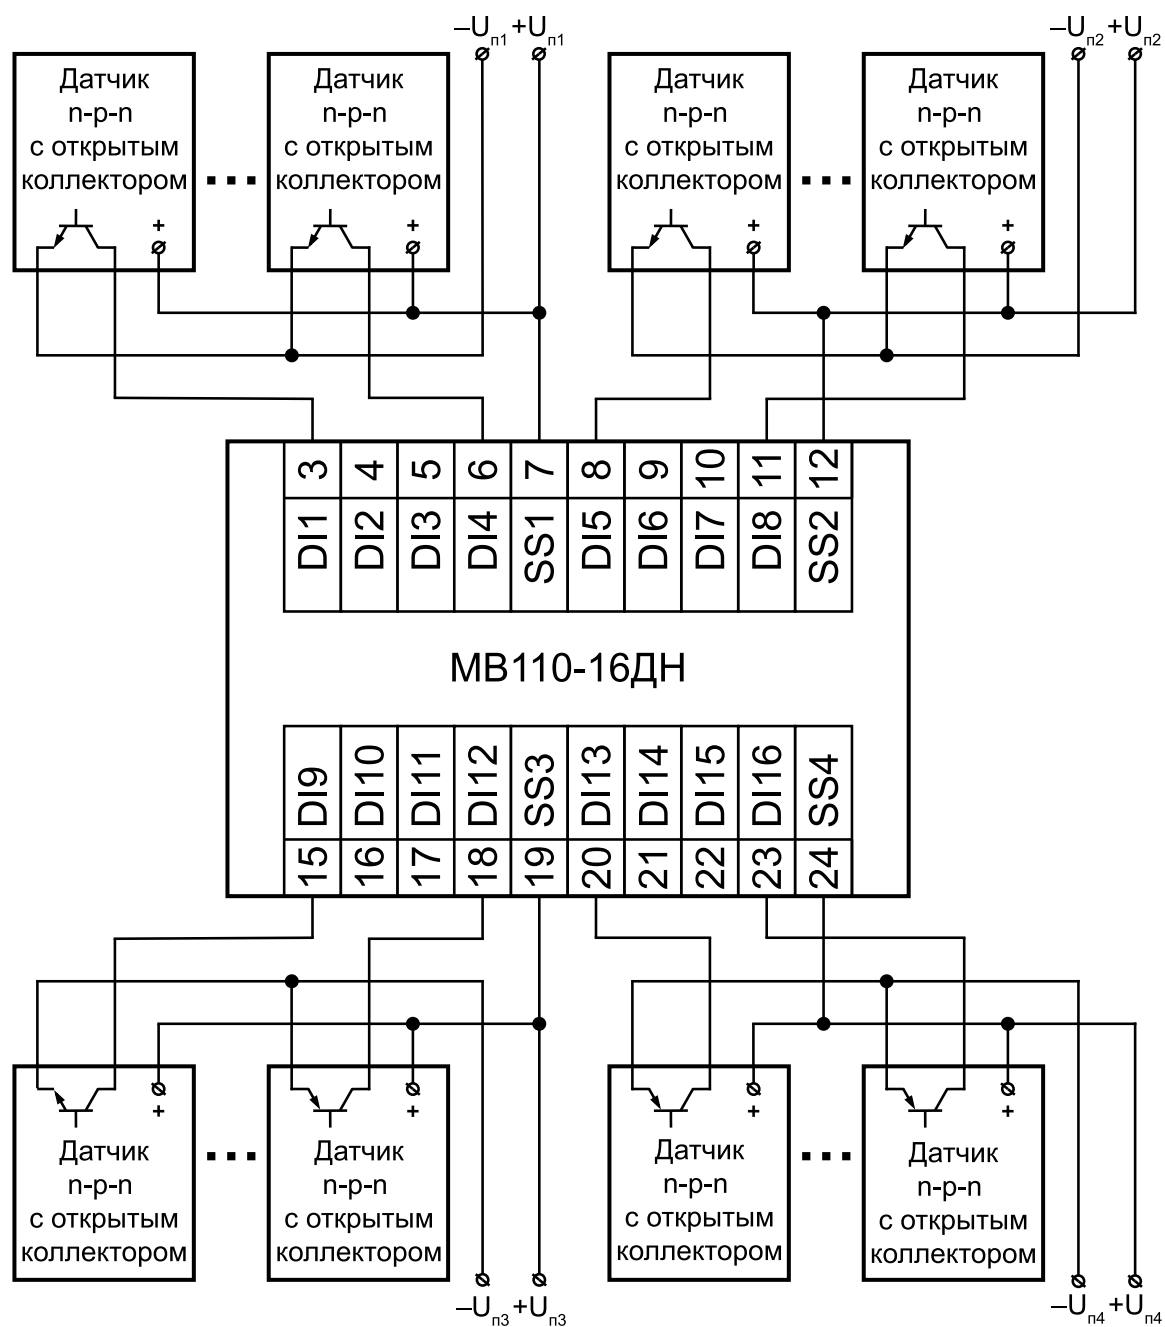 –Uп1 +Uп1
–Uп2 +Uп2
Датчик
n-p-n
с открытым
коллектором
+
...
Датчик
n-p-n
с открытым
коллектором
+
Датчик
n-p-n
с открытым
коллектором
+
...
Датчик
n-p-n
с открытым
коллектором
+
3 4 5 6 7 8 9 10 11 12
DI1 DI2 DI3 DI4 SS1 DI5 DI6 DI7 DI8 SS2
МВ110-16ДН
DI9 DI10 DI11 DI12 SS3 DI13 DI14 DI15 DI16 SS4
15 16 17 18 19 20 21 22 23 24
+
Датчик
n-p-n
с открытым
коллектором
...
+
Датчик
n-p-n
с открытым
коллектором
+
Датчик
n-p-n
с открытым
коллектором
...
+
Датчик
n-p-n
с открытым
коллектором
–Uп3 +Uп3
–Uп4 +Uп4